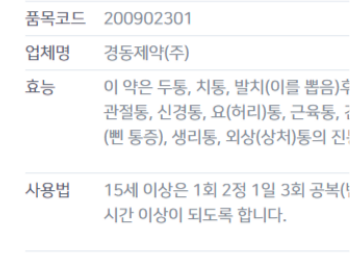 품목코드 200902301
업체명 경동제약(주)
효능 이 약은 두통, 치통, 발치(이를 뽑음)후
관절통, 신경통, 요(허리)통, 근육통,
(삔 통증), 생리통, 외상(상처)통의 진
사용법 15세 이상은 1회 2정 1일 3회 공복(
시간 이상이 되도록 합니다.